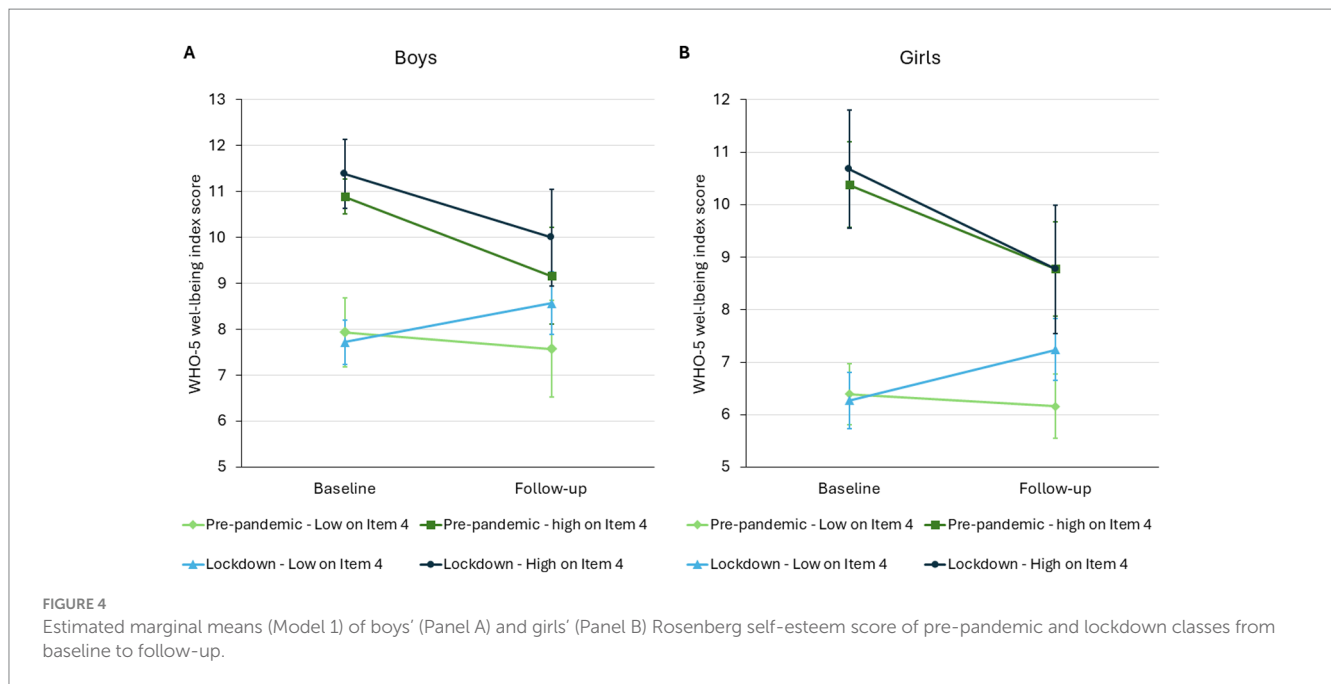 A
Boys
WHO-5 wel-lbeing index score
13
12
11
10
9
8
7
6
5
Baseline
Follow-up
Pre-pandemic - Low on Item 4
Pre-pandemic - high on Item 4
Lockdown - Low on Item 4
Lockdown - High on Item 4
B
Girls
WHO-5 wel-lbeing index score
12
11
10
9
8
7
6
5
Baseline
Follow-up
Pre-pandemic - Low on Item 4
Pre-pandemic - high on Item 4
Lockdown - Low on Item 4
Lockdown - High on Item 4
FIGURE 4
Estimated marginal means (Model 1) of boys’ (Panel A) and girls’ (Panel B) Rosenberg self-esteem score of pre-pandemic and lockdown classes from
baseline to follow-up.